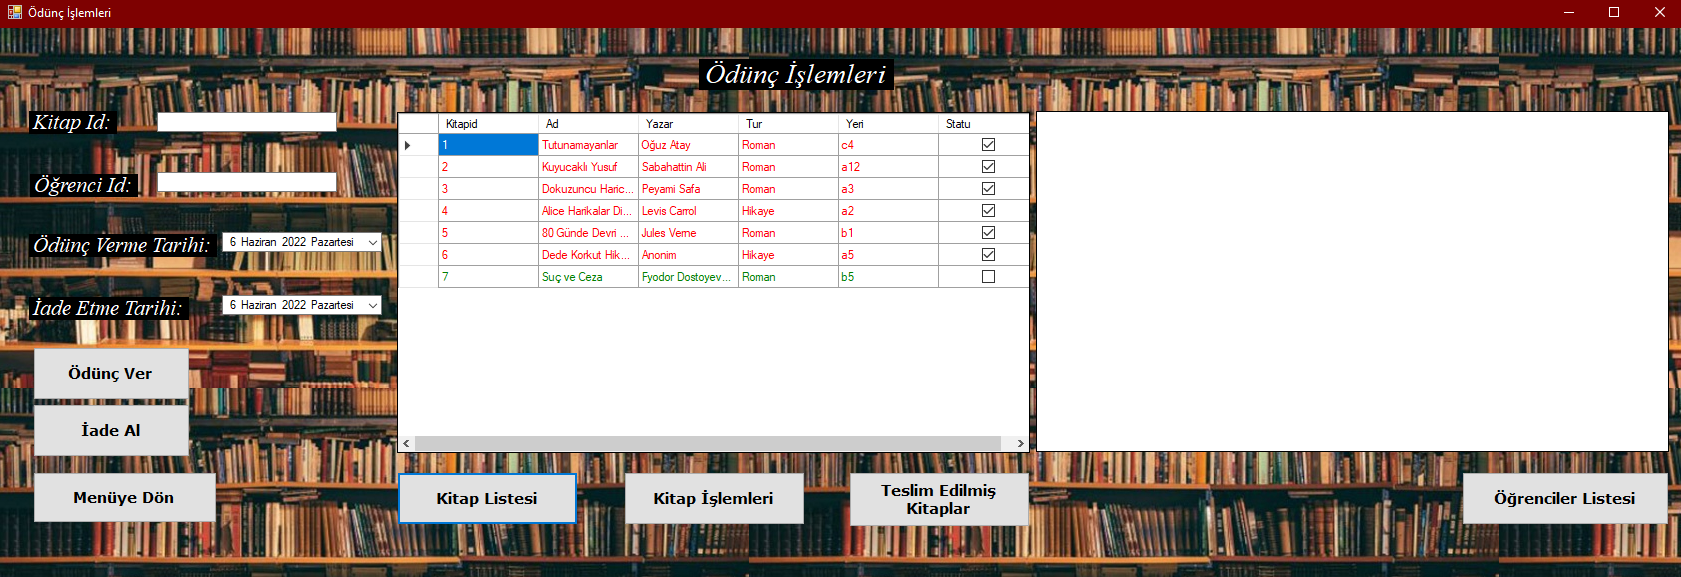 Ödünç İşlemleri
Ödünç İşlemleri
Kitap Id:
Öğrenci Id:
Ödünç Verme Tarihi: 6 Haziran 2022 Pazartesi
İade Etme Tarihi: 6 Haziran 2022 Pazartesi
Ödünç Ver
İade Al
Menüye Dön
Kitapid Ad Yazar Tur Yeri Statu
1 Tutunamayanlar Oğuz Atay Roman c4
2 Kuyucaklı Yusuf Sabahattin Ali Roman a12
3 Dokuzuncu Haric... Peyami Safa Roman a3
4 Alice Harikalar Di... Levis Carrol Hikaye a2
5 80 Günde Devri ... Jules Verne Roman b1
6 Dede Korkut Hik... Anonim Hikaye a5
7 Suç ve Ceza Fyodor Dostoyev... Roman b5
Kitap Listesi
Kitap İşlemleri
Teslim Edilmiş
Kitaplar
Öğrenciler Listesi